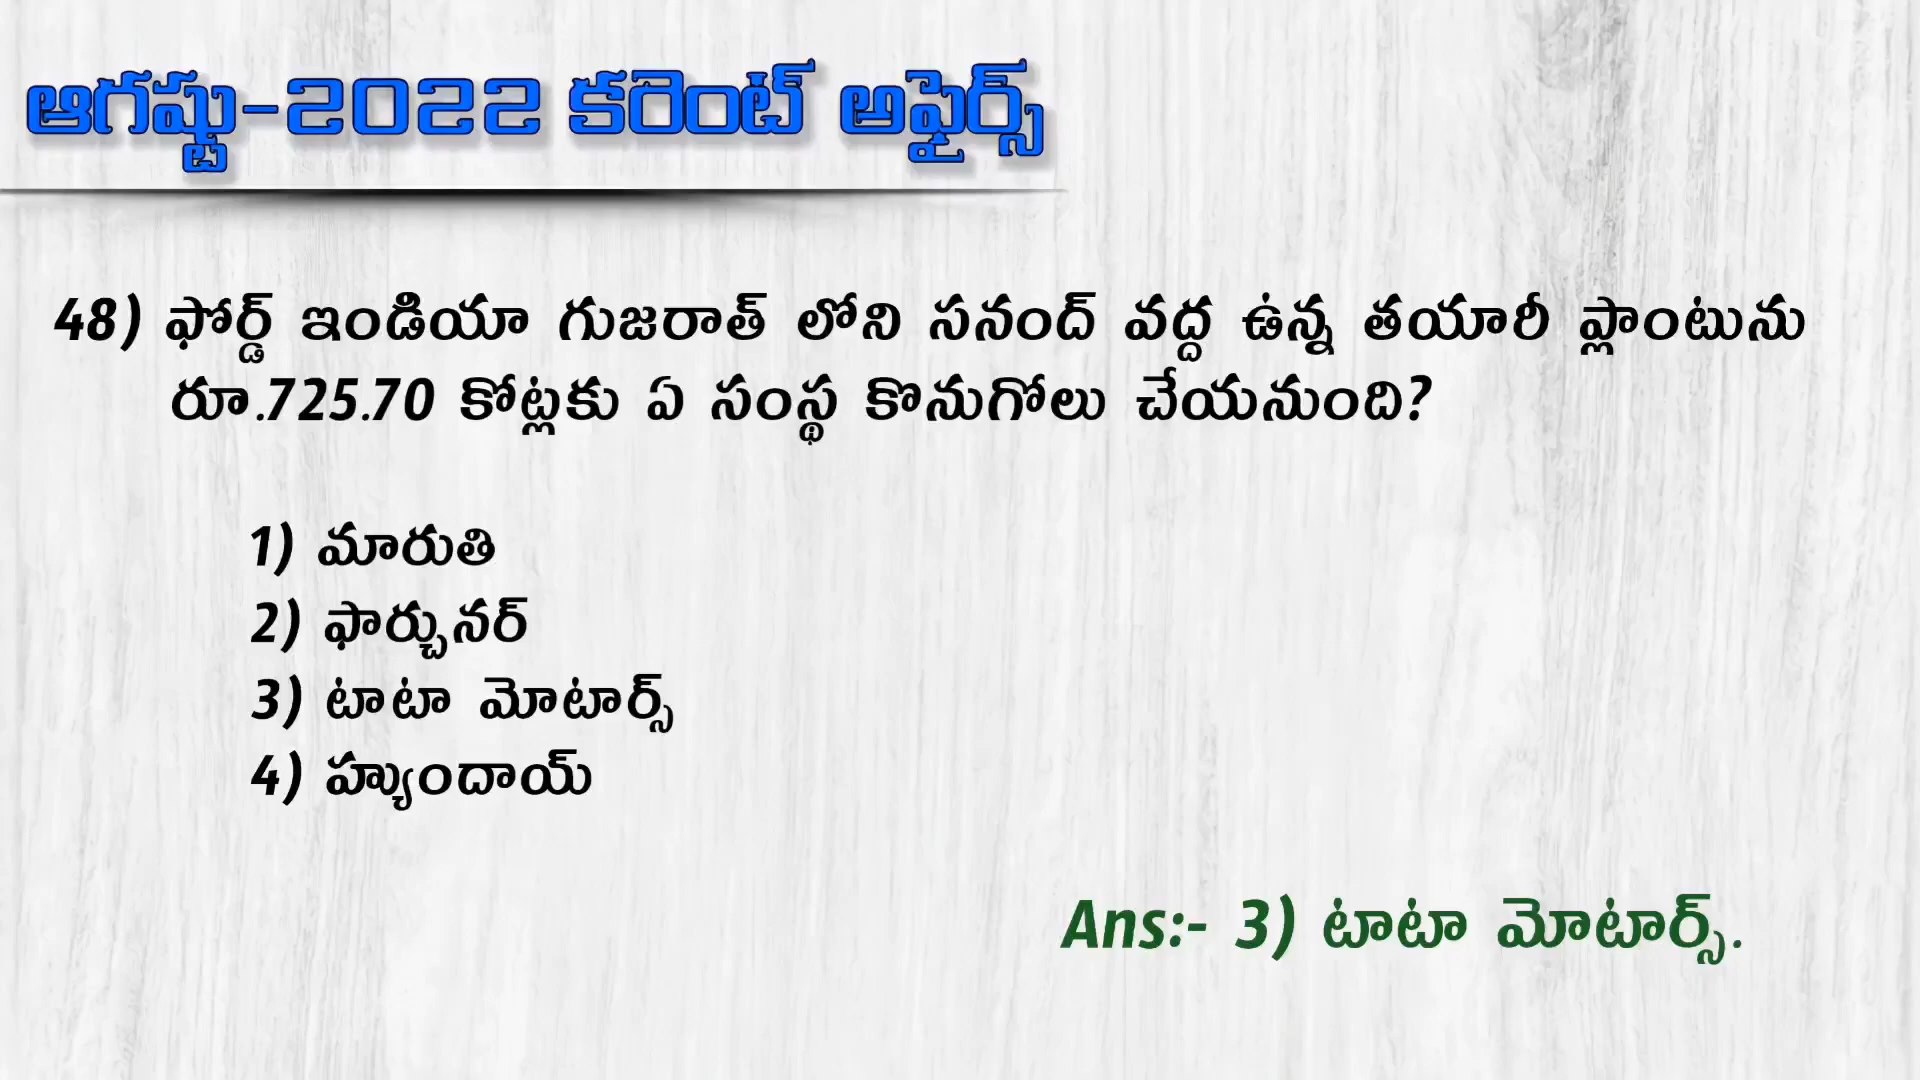 ఆగష్టు-2022 కరెంట్ అఫైర్స్
48) ఫోర్డ్ ఇండియా గుజరాత్ లోని సనంద్ వద్ద ఉన్న తయారీ ప్లాంటును
రూ.725.70 కోట్లకు ఏ సంస్థ కొనుగోలు చేయనుంది?
1) మారుతి
2) ఫార్చునర్
3) టాటా మోటార్స్
4) హ్యుందాయ్
Ans:- 3) టాటా మోటార్స్.